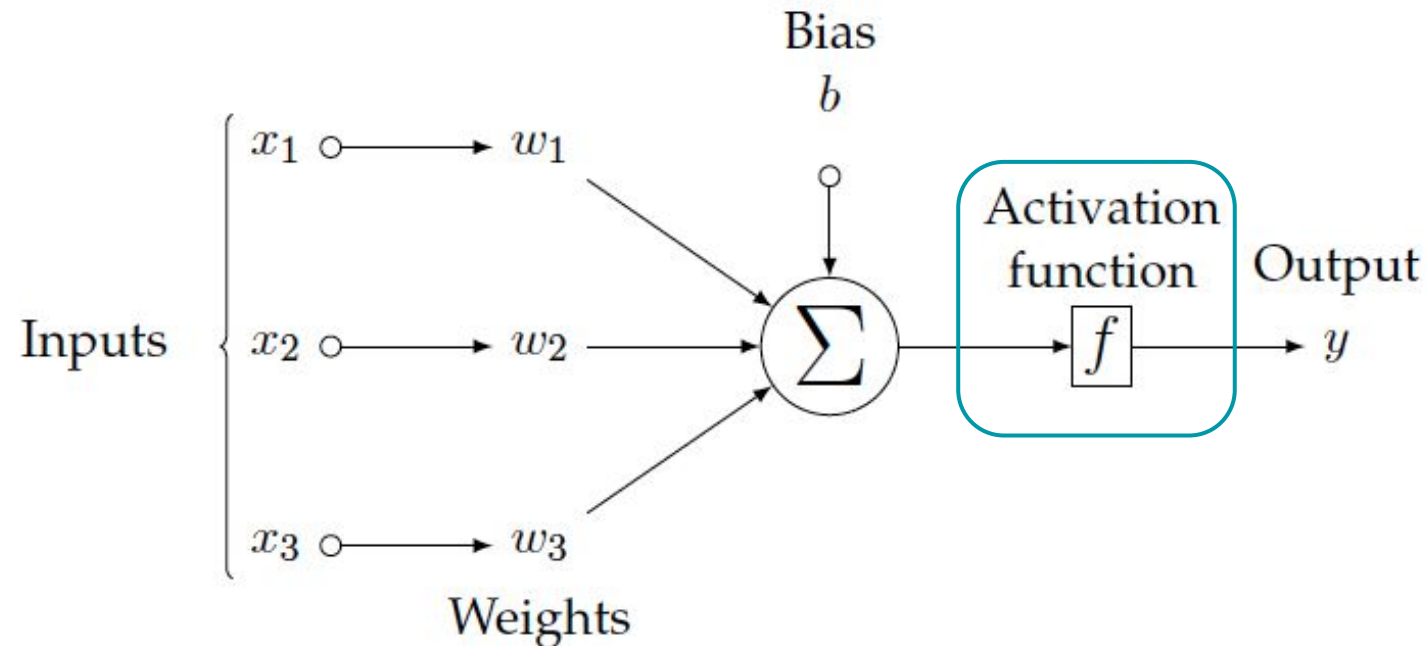 Bias
b
x₁ w₁
Activation
function
Output
Inputs
x₂ w₂
∑
f
y
x₃ w₃
Weights